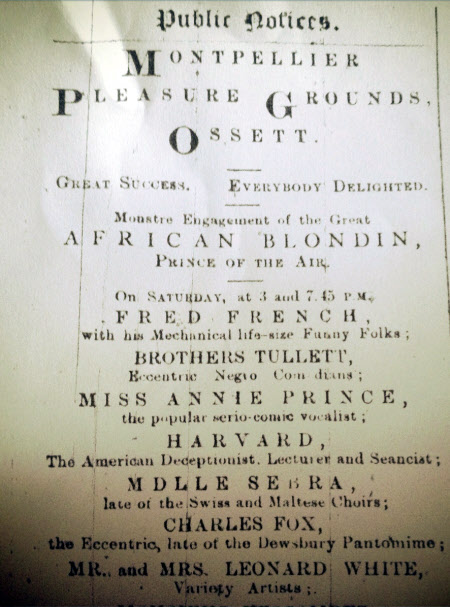 Public Notices.
MONTPELLIER
PLEASURE GROUNDS,
OSSETT.
GREAT SUCCESS. EVERYBODY DELIGHTED.
Monstre Engagement of the Great
AFRICAN BLONDIN,
PRINCE OF THE AIR.
On SATURDAY, at 3 and 7.45 P.M.,
FRED FRENCH,
with his Mechanical life-size Funny Folks;
BROTHERS TULLETT,
Eccentric Negro Com dians;
MISS ANNIE PRINCE,
the popular serio-comic vocalist;
HARVARD,
The American Deceptionist, Lecturer and Seancist;
MDLLE SEBRA,
late of the Swiss and Maltese Choirs;
CHARLES FOX,
the Eccentric, late of the Dewsbury Pantomime;
MR. and MRS. LEONARD WHITE,
Variety Artists;